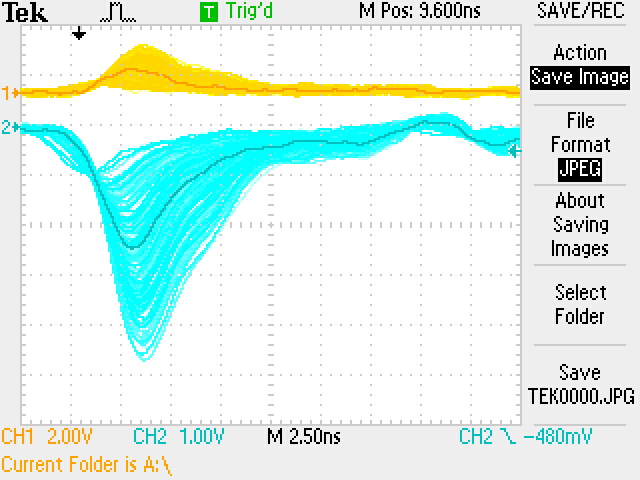 Tek T Trig'd M Pos: 9.600ns SAVE/REC
Action
Save Image
1
File
Format
JPEG
2
About
Saving
Images
Select
Folder
Save
TEK0000.JPG
CH1 2.00V CH2 1.00V M 2.50ns CH2 -480mV
Current Folder is A:\